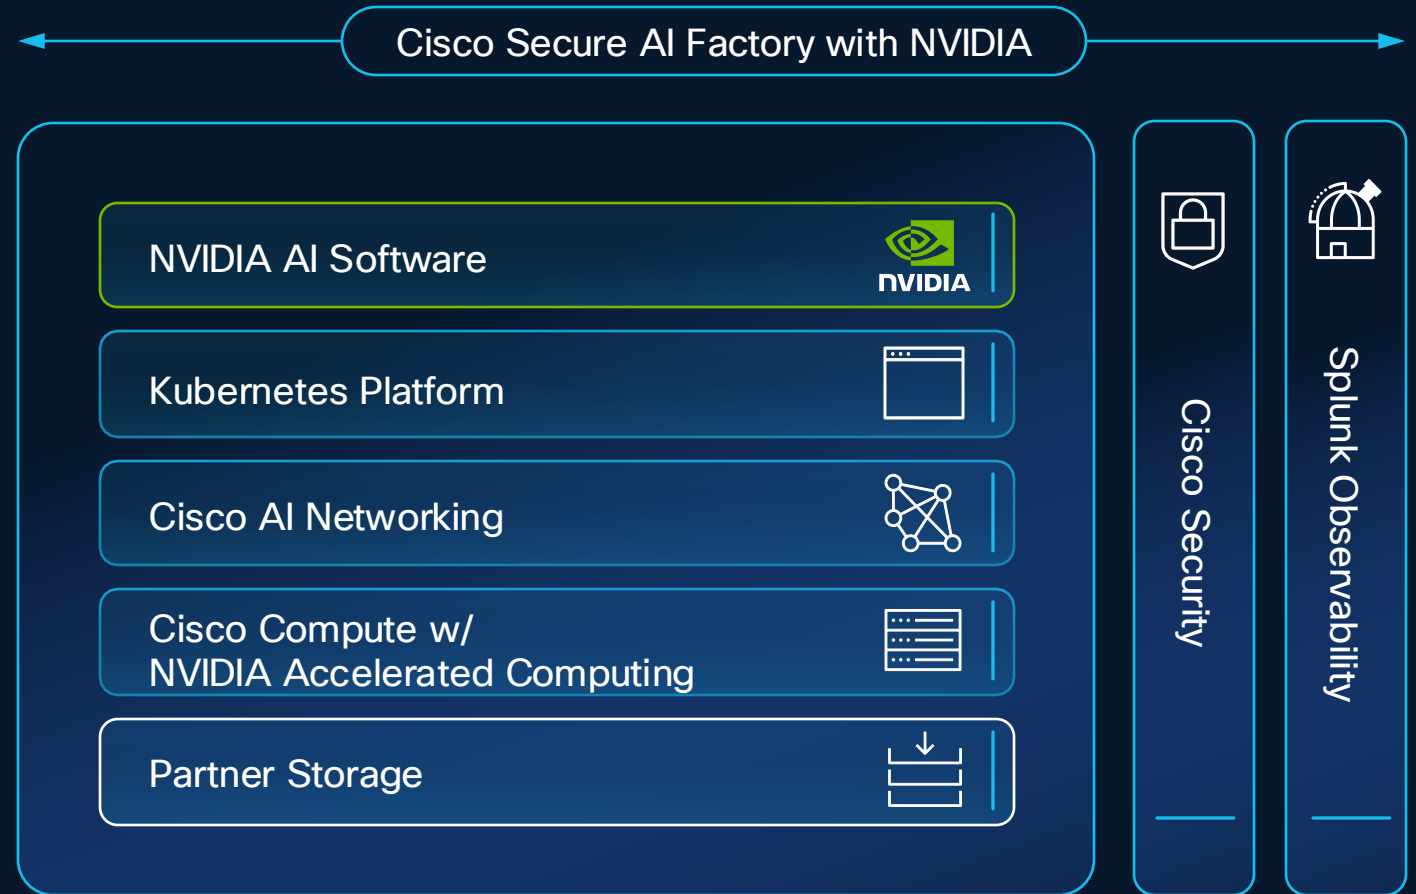 Cisco Secure AI Factory with NVIDIA
NVIDIA AI Software
NVIDIA
Kubernetes Platform
Cisco AI Networking
Cisco Compute w/
NVIDIA Accelerated Computing
Partner Storage
Cisco Security
Splunk Observability